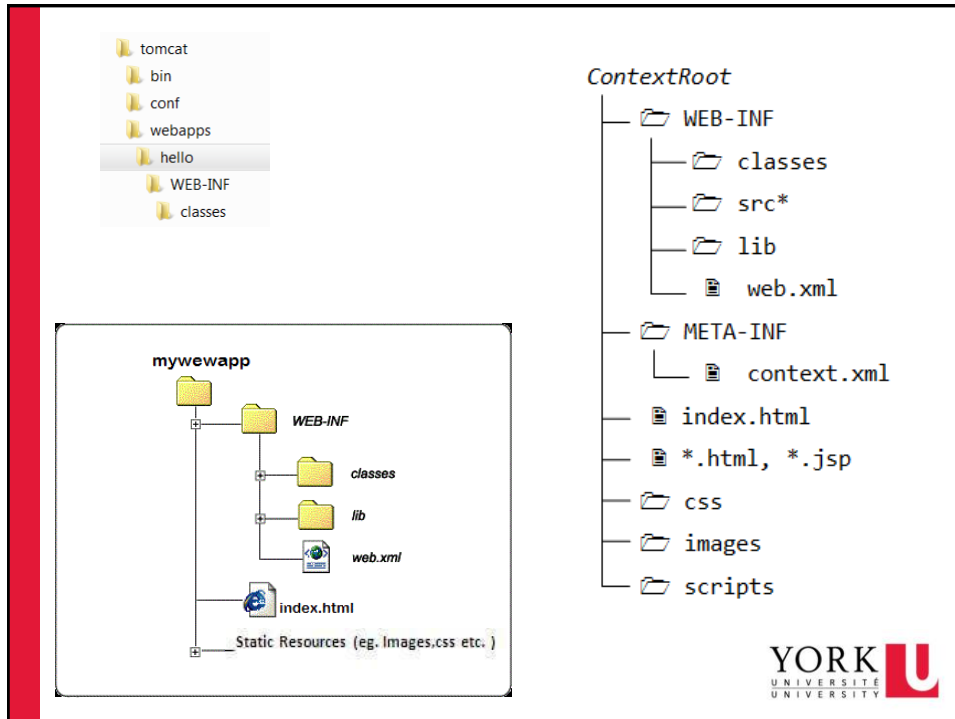 tomcat
bin
conf
webapps
hello
WEB-INF
classes
ContextRoot
WEB-INF
classes
src*
lib
web.xml
META-INF
context.xml
index.html
*.html, *.jsp
css
images
scripts
mywewapp
WEB-INF
classes
lib
web.xml
index.html
Static Resources (eg. Images,css etc. )
YORK U
UNIVERSITÉ
UNIVERSITY